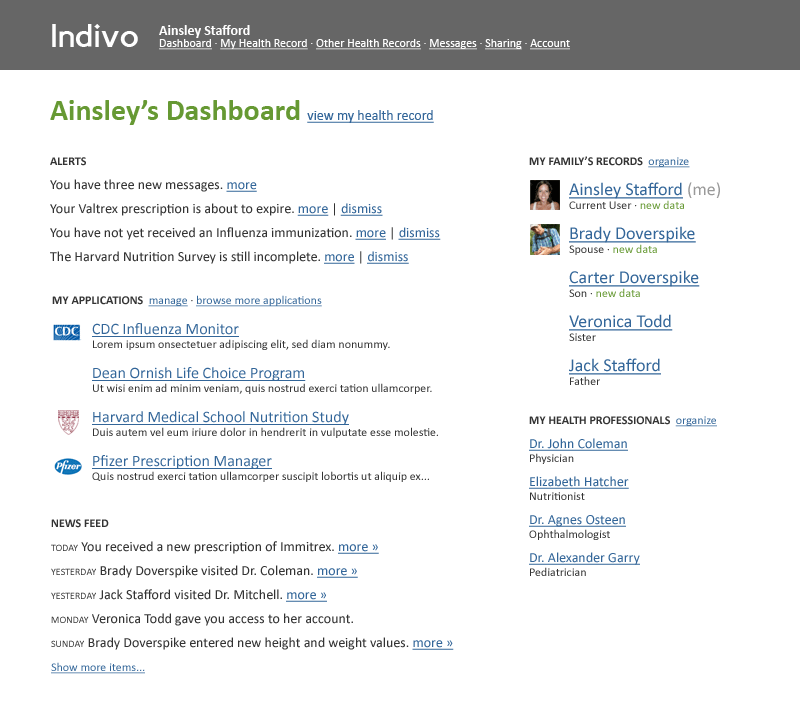 Indivo
Ainsley Stafford
Dashboard · My Health Record · Other Health Records · Messages · Sharing · Account
Ainsley’s Dashboard view my health record
ALERTS
You have three new messages. more
Your Valtrex prescription is about to expire. more | dismiss
You have not yet received an Influenza immunization. more | dismiss
The Harvard Nutrition Survey is still incomplete. more | dismiss
MY APPLICATIONS manage · browse more applications
CDC
CDC Influenza Monitor
Lorem ipsum onsectetuer adipiscing elit, sed diam nonummy.
Dean Ornish Life Choice Program
Ut wisi enim ad minim veniam, quis nostrud exerci tation ullamcorper.
Harvard Medical School Nutrition Study
Duis autem vel eum iriure dolor in hendrerit in vulputate esse molestie.
Pfizer
Pfizer Prescription Manager
Quis nostrud exerci tation ullamcorper suscipit lobortis ut aliquip ex...
NEWS FEED
TODAY You received a new prescription of Immitrex. more »
YESTERDAY Brady Doverspike visited Dr. Coleman. more »
YESTERDAY Jack Stafford visited Dr. Mitchell. more »
MONDAY Veronica Todd gave you access to her account.
SUNDAY Brady Doverspike entered new height and weight values. more »
Show more items...
MY FAMILY’S RECORDS organize
Ainsley Stafford (me)
Current User · new data
Brady Doverspike
Spouse · new data
Carter Doverspike
Son · new data
Veronica Todd
Sister
Jack Stafford
Father
MY HEALTH PROFESSIONALS organize
Dr. John Coleman
Physician
Elizabeth Hatcher
Nutritionist
Dr. Agnes Osteen
Ophthalmologist
Dr. Alexander Garry
Pediatrician